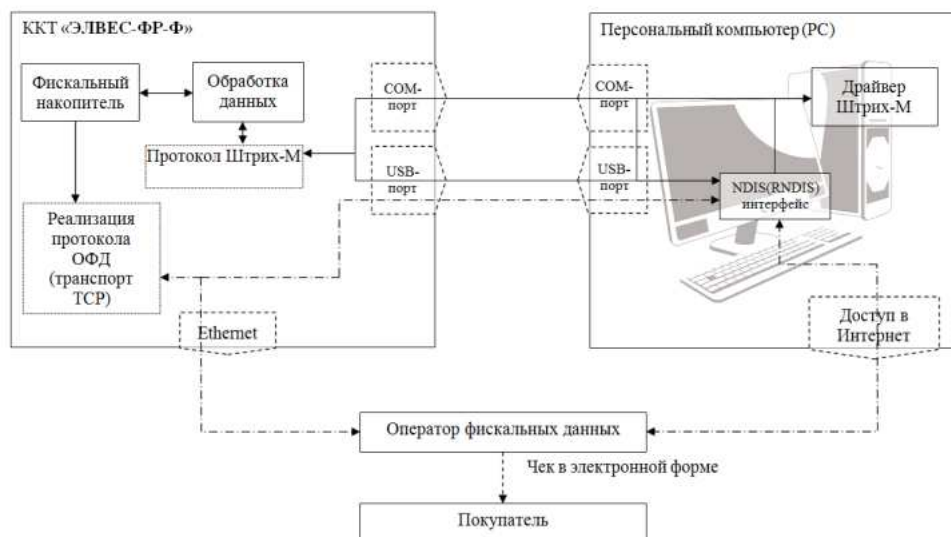 ККТ «ЭЛВЕС-ФР-Ф»
Фискальный
накопитель
Обработка
данных
Протокол Штрих-М
Реализация
протокола
ОФД
(транспорт
TCP)
COM-
порт
USB-
порт
Ethernet
Персональный компьютер (PC)
COM-
порт
USB-
порт
Драйвер
Штрих-М
NDIS(RNDIS)
интерфейс
Доступ в
Интернет
Оператор фискальных данных
Чек в электронной форме
Покупатель